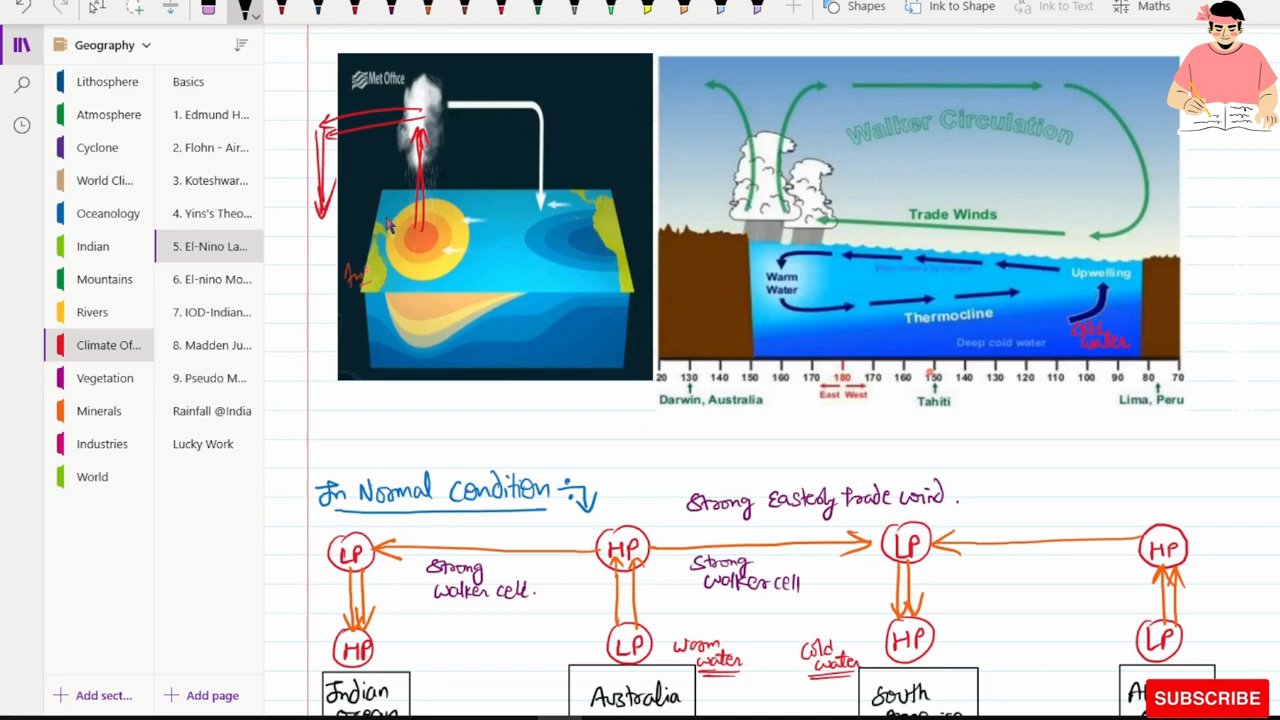 Shapes
Ink to Shape
Ink to Text
Maths
Geography
Lithosphere
Atmosphere
Cyclone
World Cli...
Oceanology
Indian
Mountains
Rivers
Climate Of...
Vegetation
Minerals
Industries
World
Add sect...
Basics
1. Edmund H...
2. Flohn - Air...
3. Koteshwar...
4. Yins's Theo...
5. El-Nino La...
6. El-nino Mo...
7. IOD-Indian...
8. Madden Ju...
9. Pseudo M...
Rainfall @India
Lucky Work
Add page
Met Office
Walker Circulation
Trade Winds
Warm
Water
Upwelling
Thermocline
Cold
water
Deep cold water
20 130 140 150 160 170 180 170 160 150 140 130 120 110 100 90 80 70
East West
Darwin, Australia
Tahiti
Lima, Peru
In Normal Condition
Strong Easterly trade wind.
LP HP LP HP
Strong
walker cell.
Strong
walker cell
HP LP HP LP
warm
water
cold
water
Indian
Australia
South
SUBSCRIBE